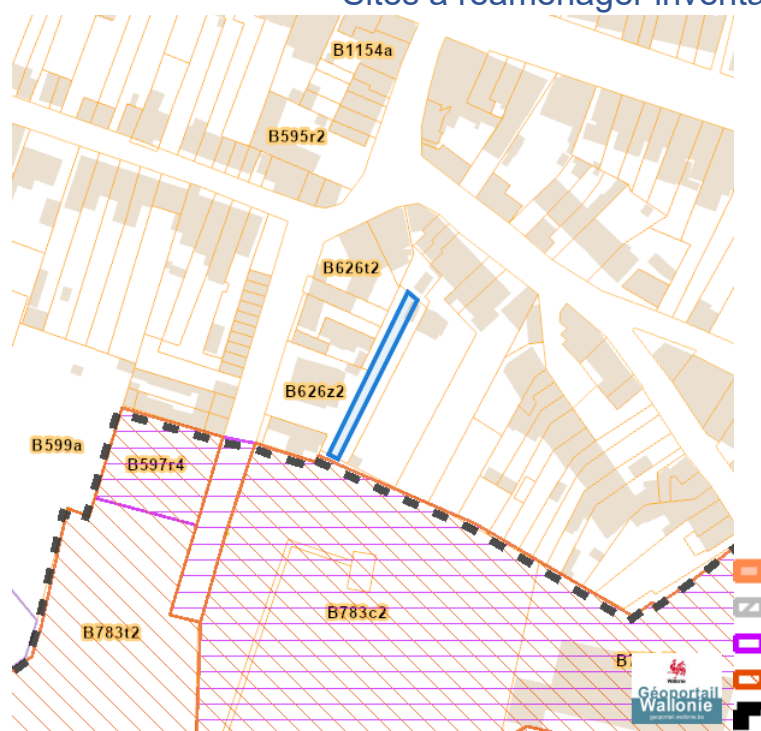 Sites à réaménager inventa
B1154a
B595r2
B626t2
B626z2
B599a
B597r4
B783c2
B783t2
Wallonie
Géoportail
Wallonie
geoportail.wallonie.be